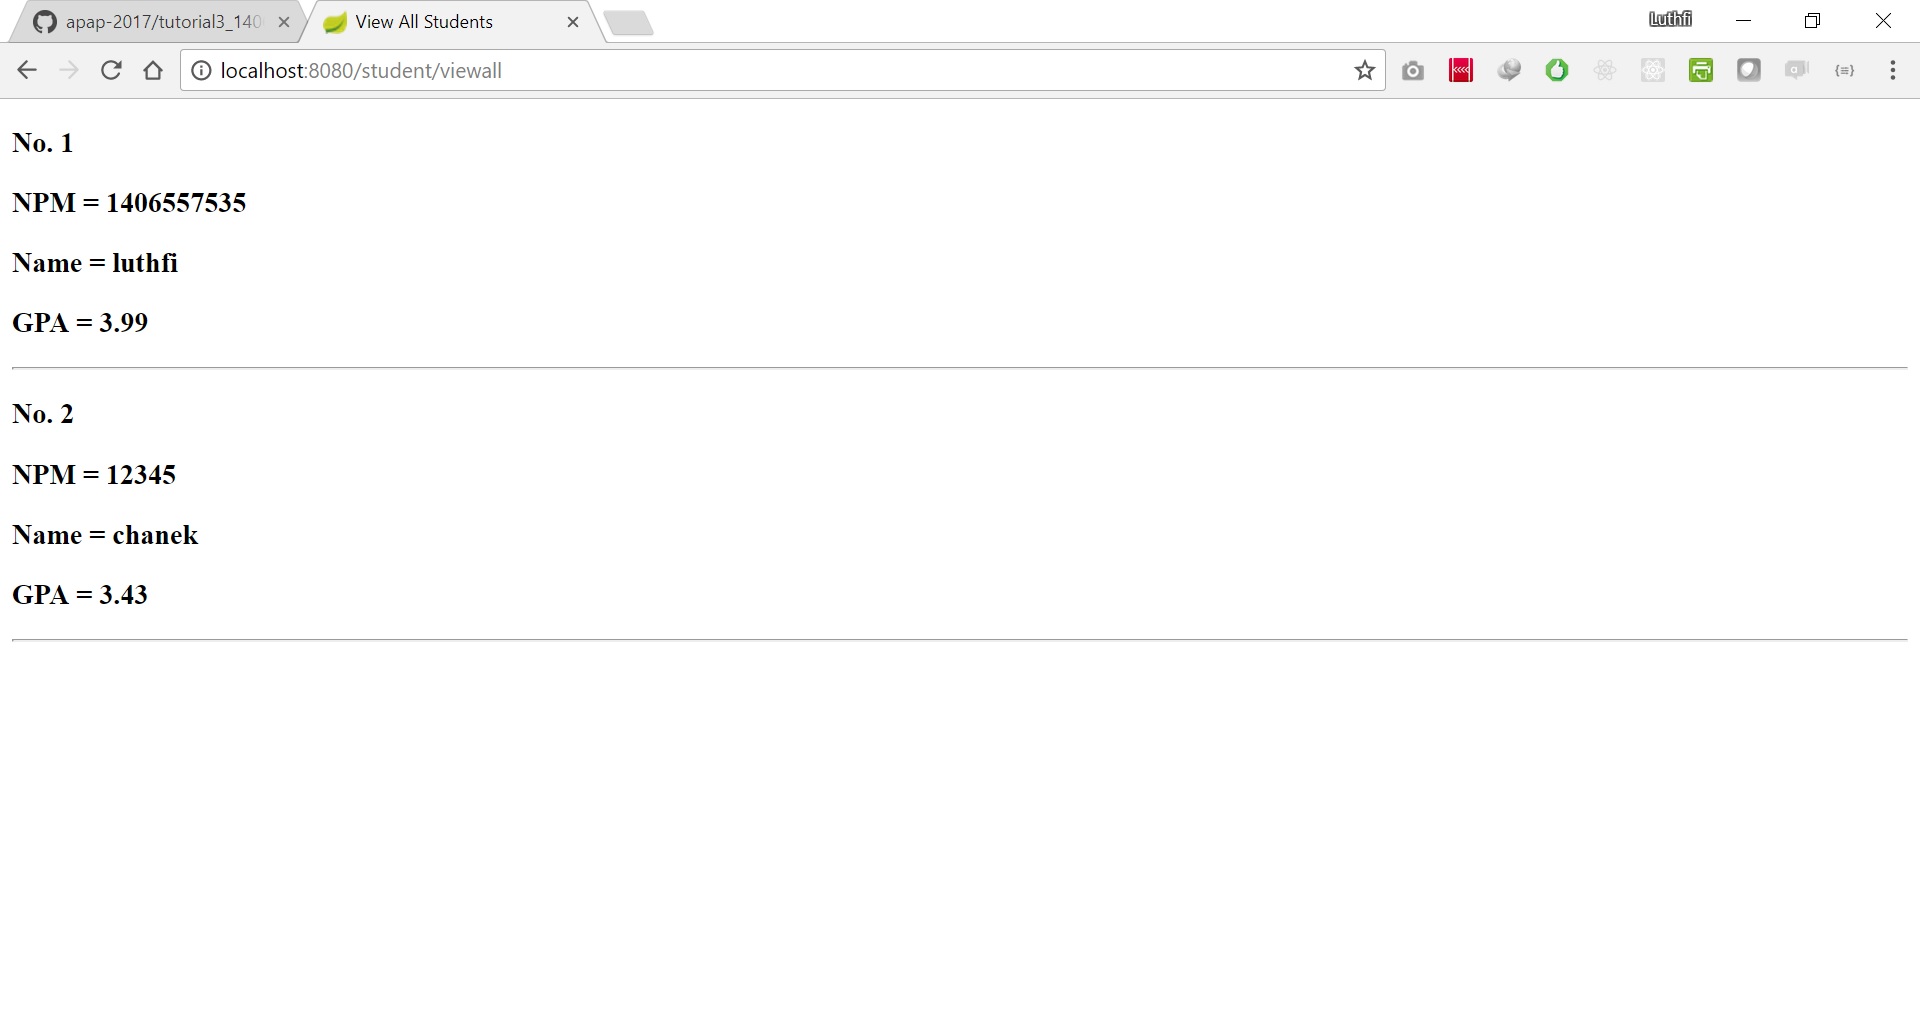 apap-2017/tutorial3_140
View All Students
Luthfi
localhost:8080/student/viewall
No. 1
NPM = 1406557535
Name = luthfi
GPA = 3.99
No. 2
NPM = 12345
Name = chanek
GPA = 3.43